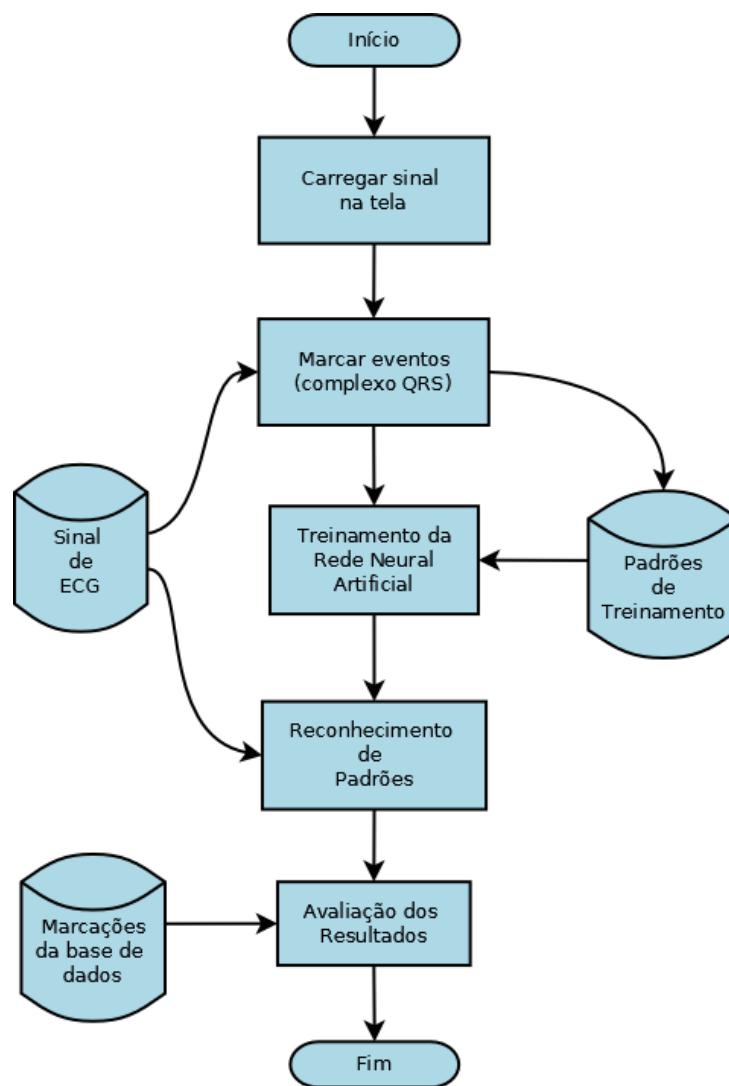 Início
Carregar sinal
na tela
Marcar eventos
(complexo QRS)
Sinal
de
ECG
Treinamento da
Rede Neural
Artificial
Padrões
de
Treinamento
Reconhecimento
de
Padrões
Marcações
da base de
dados
Avaliação dos
Resultados
Fim